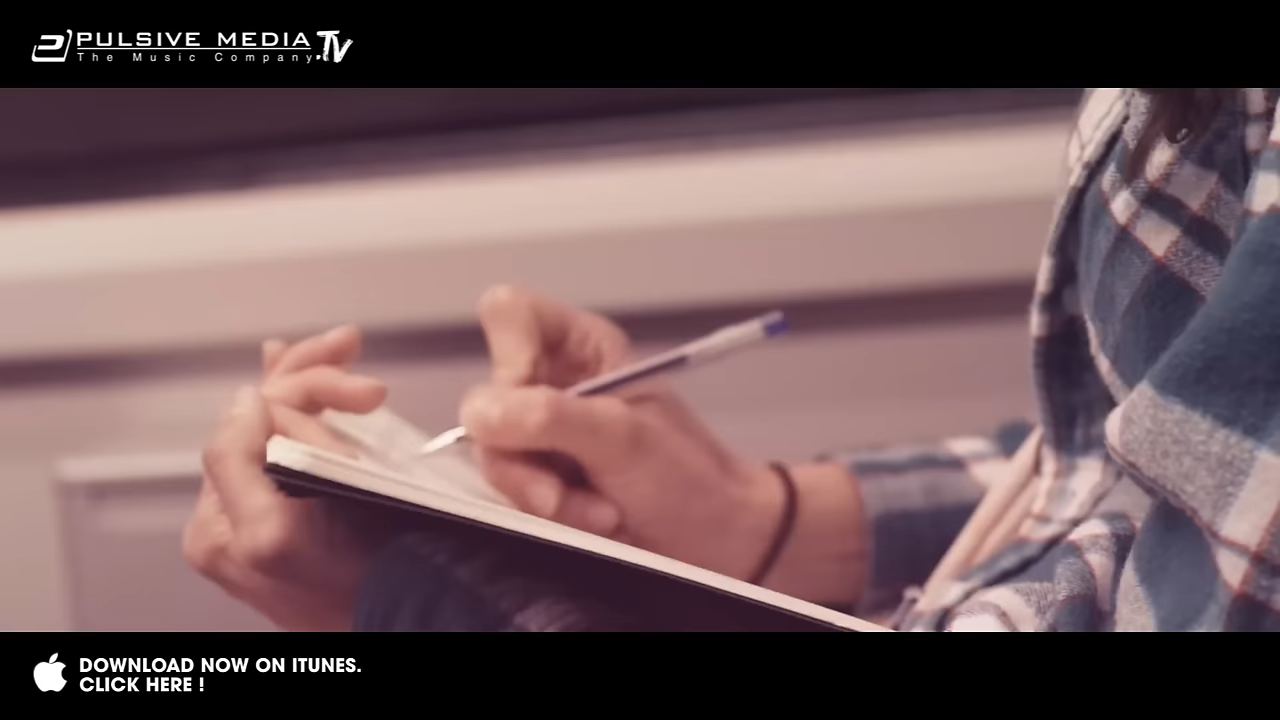 PULSIVE MEDIA
The Music Company.TV
DOWNLOAD NOW ON ITUNES.
CLICK HERE !